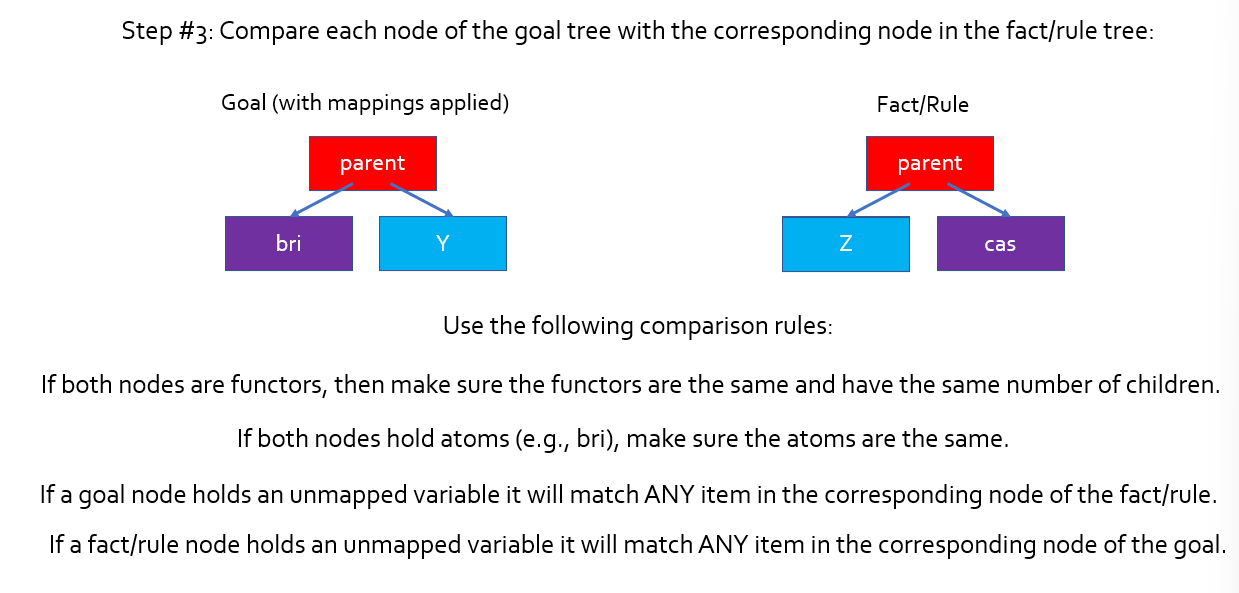 Step #3: Compare each node of the goal tree with the corresponding node in the fact/rule tree:
Goal (with mappings applied)
Fact/Rule
parent
parent
bri
Y
Z
cas
Use the following comparison rules:
If both nodes are functors, then make sure the functors are the same and have the same number of children.
If both nodes hold atoms (e.g., bri), make sure the atoms are the same.
If a goal node holds an unmapped variable it will match ANY item in the corresponding node of the fact/rule.
If a fact/rule node holds an unmapped variable it will match ANY item in the corresponding node of the goal.